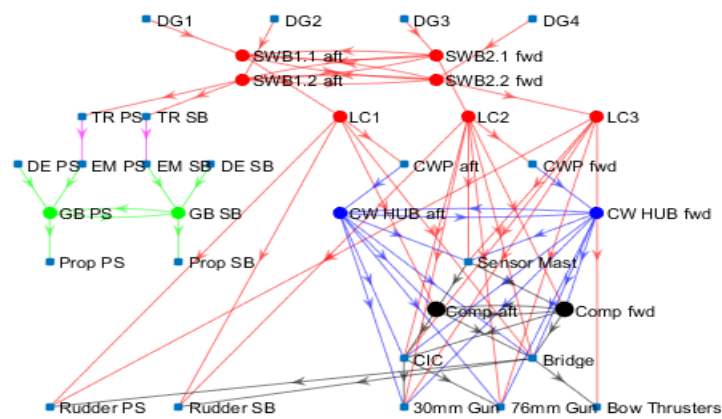 DG1 DG2 DG3 DG4
SWB1.1 aft SWB2.1 fwd
SWB1.2 aft SWB2.2 fwd
TR PS TR SB LC1 LC2 LC3
DE PS EM PS EM SB DE SB CWP aft CWP fwd
GB PS GB SB CW HUB aft CW HUB fwd
Prop PS Prop SB Sensor Mast
Comp aft Comp fwd
CIC Bridge
Rudder PS Rudder SB 30mm Gun 76mm Gun Bow Thrusters